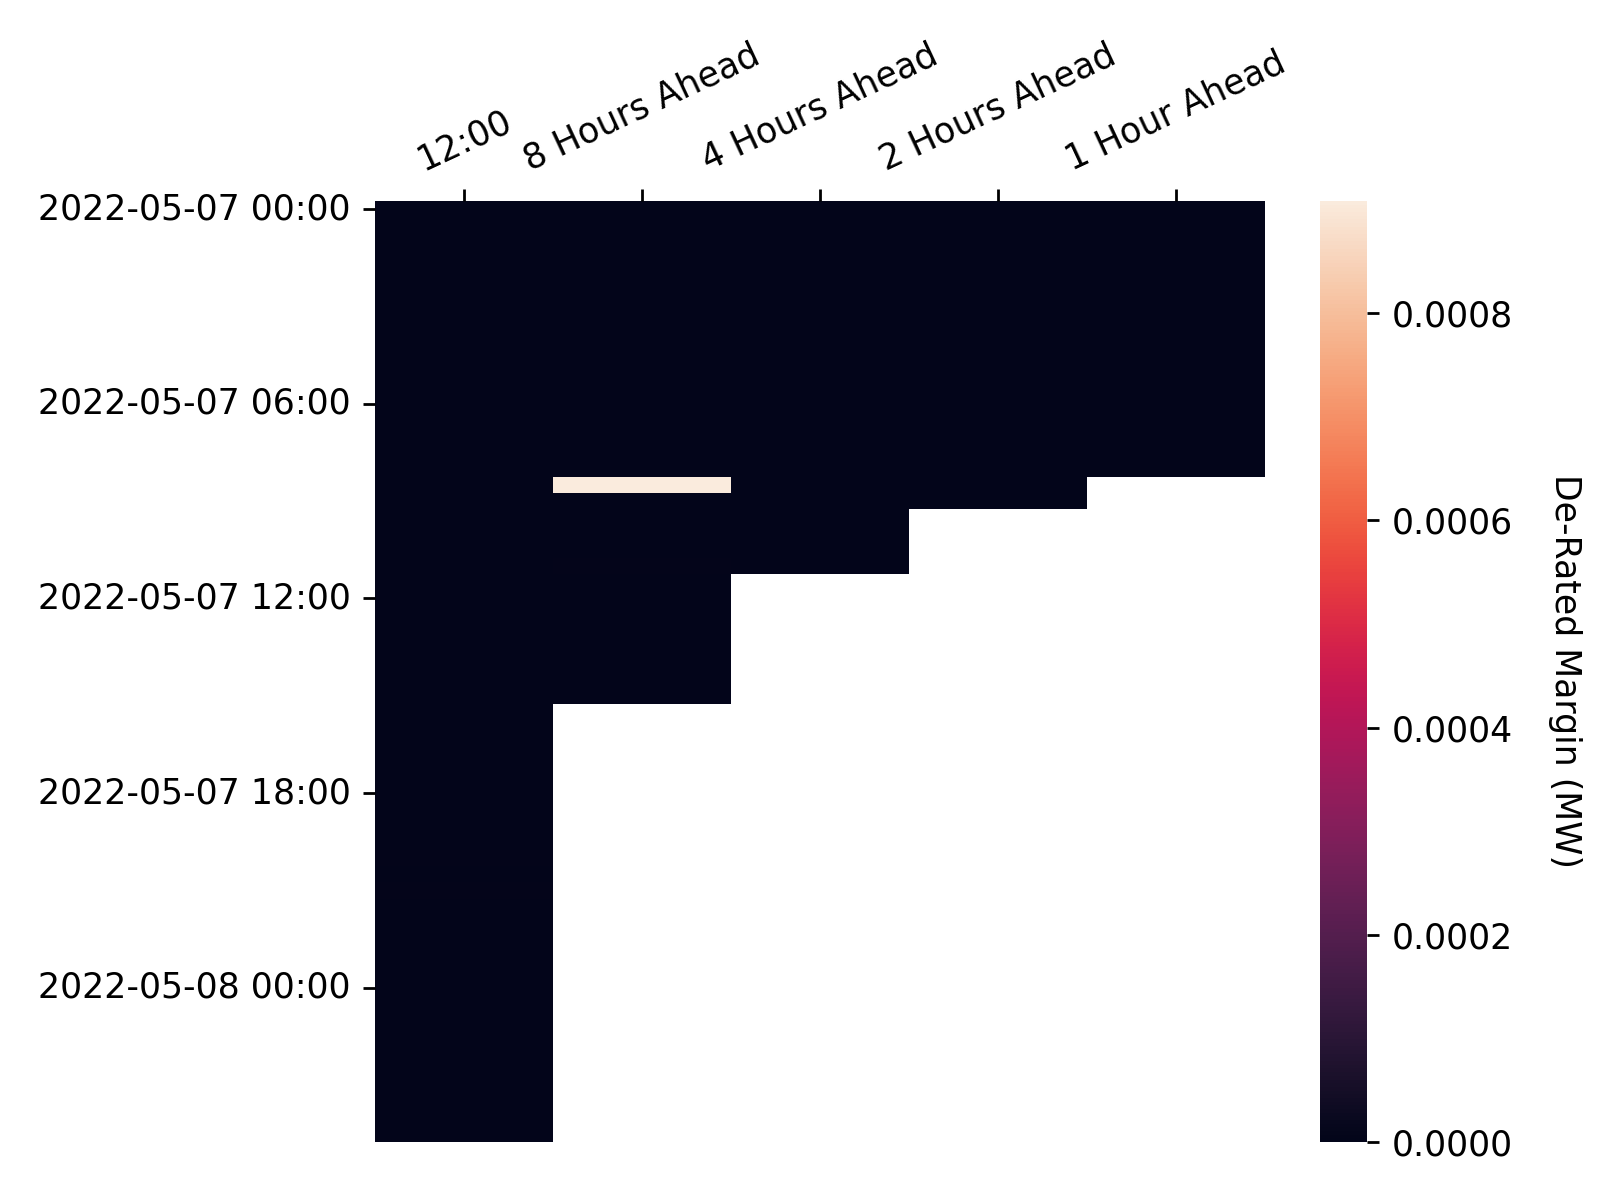 12:00
8 Hours Ahead
4 Hours Ahead
2 Hours Ahead
1 Hour Ahead
2022-05-07 00:00
2022-05-07 06:00
2022-05-07 12:00
2022-05-07 18:00
2022-05-08 00:00
0.0008
0.0006
0.0004
0.0002
0.0000
De-Rated Margin (MW)